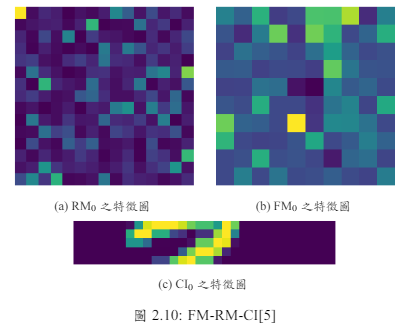 (a) RM₀ 之特徵圖
(b) FM₀ 之特徵圖
(c) CI₀ 之特徵圖
圖 2.10: FM-RM-CI[5]